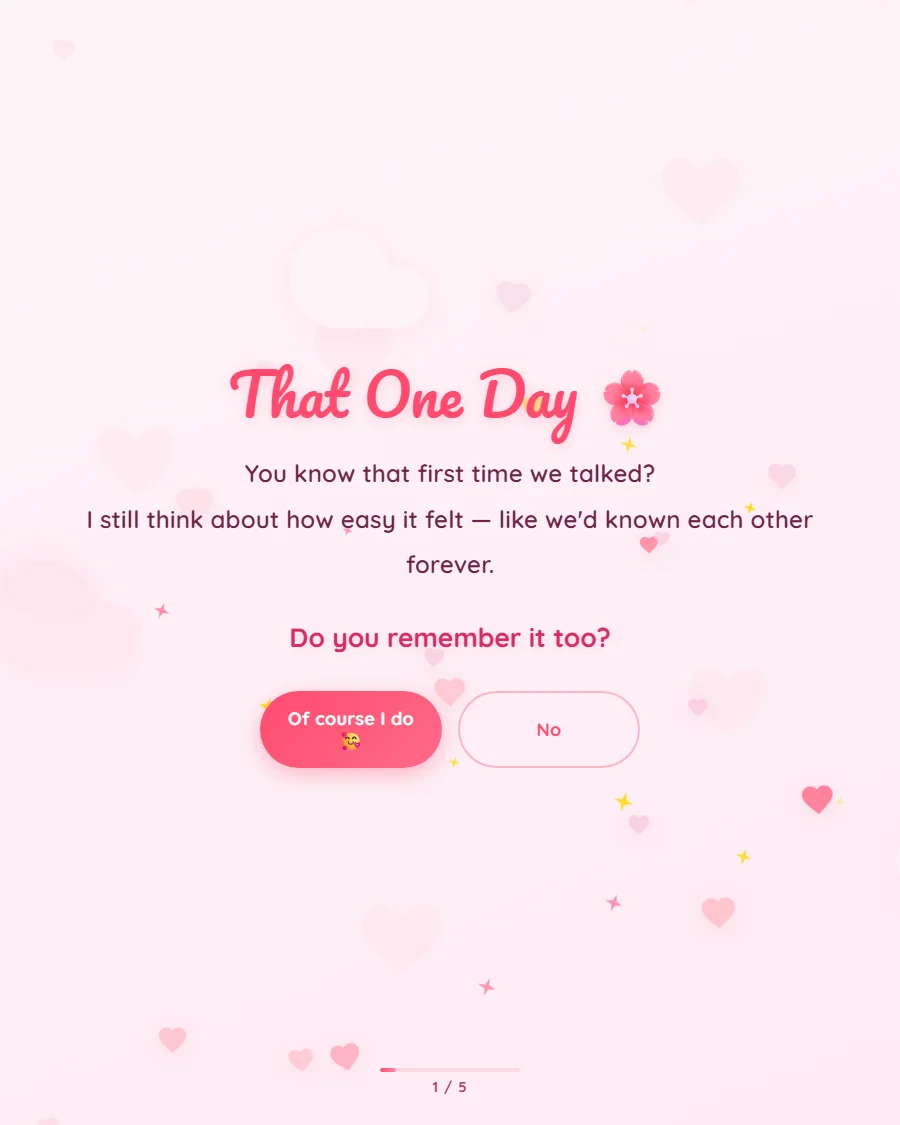 That One Day 🌸
You know that first time we talked?
I still think about how easy it felt — like we'd known each other
forever.
Do you remember it too?
Of course I do
🥰
No
1 / 5